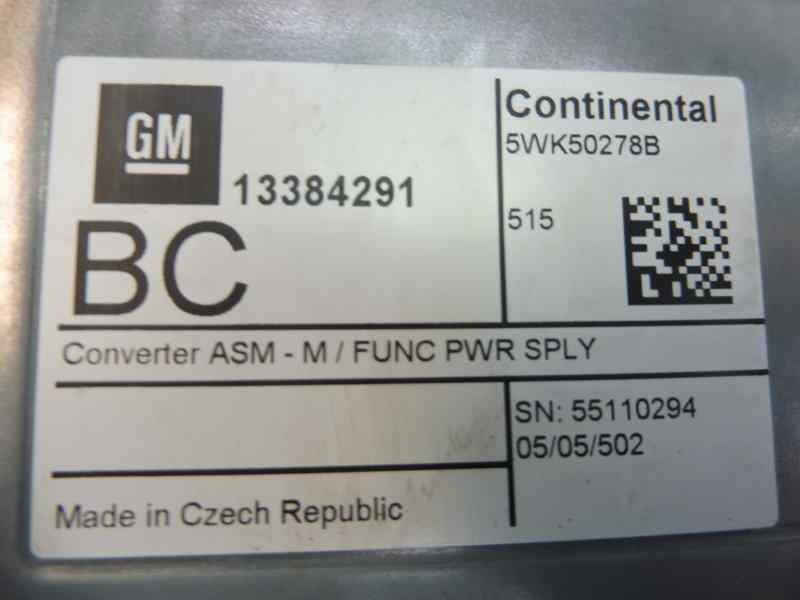 GM
13384291
BC
Continental
5WK50278B
515
Converter ASM - M / FUNC PWR SPLY
SN: 55110294
05/05/502
Made in Czech Republic